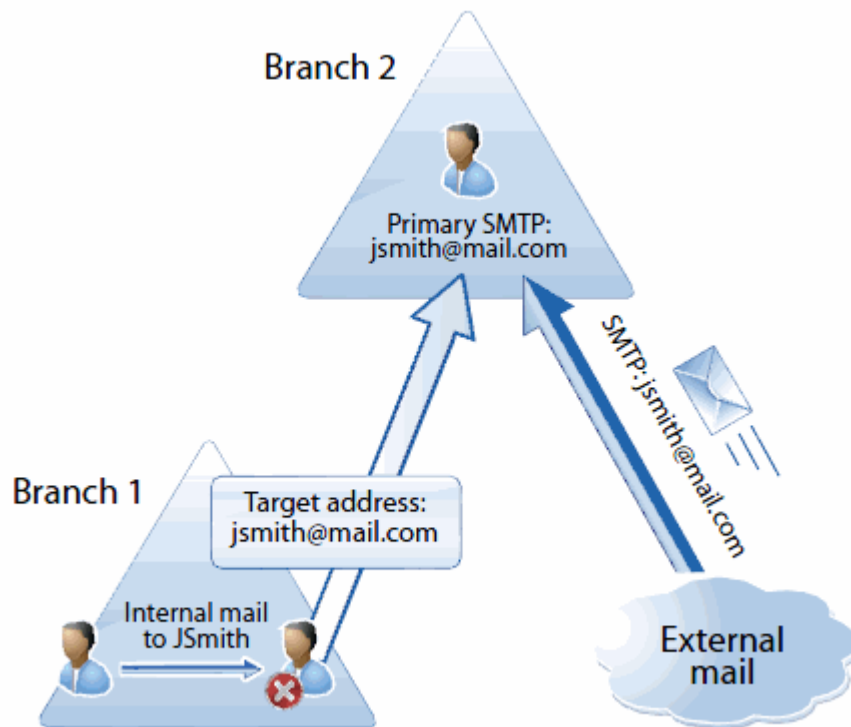 Branch 2
Primary SMTP:
jsmith@mail.com
SMTP: jsmith@mail.com
Branch 1
Target address:
jsmith@mail.com
Internal mail
to JSmith
External
mail